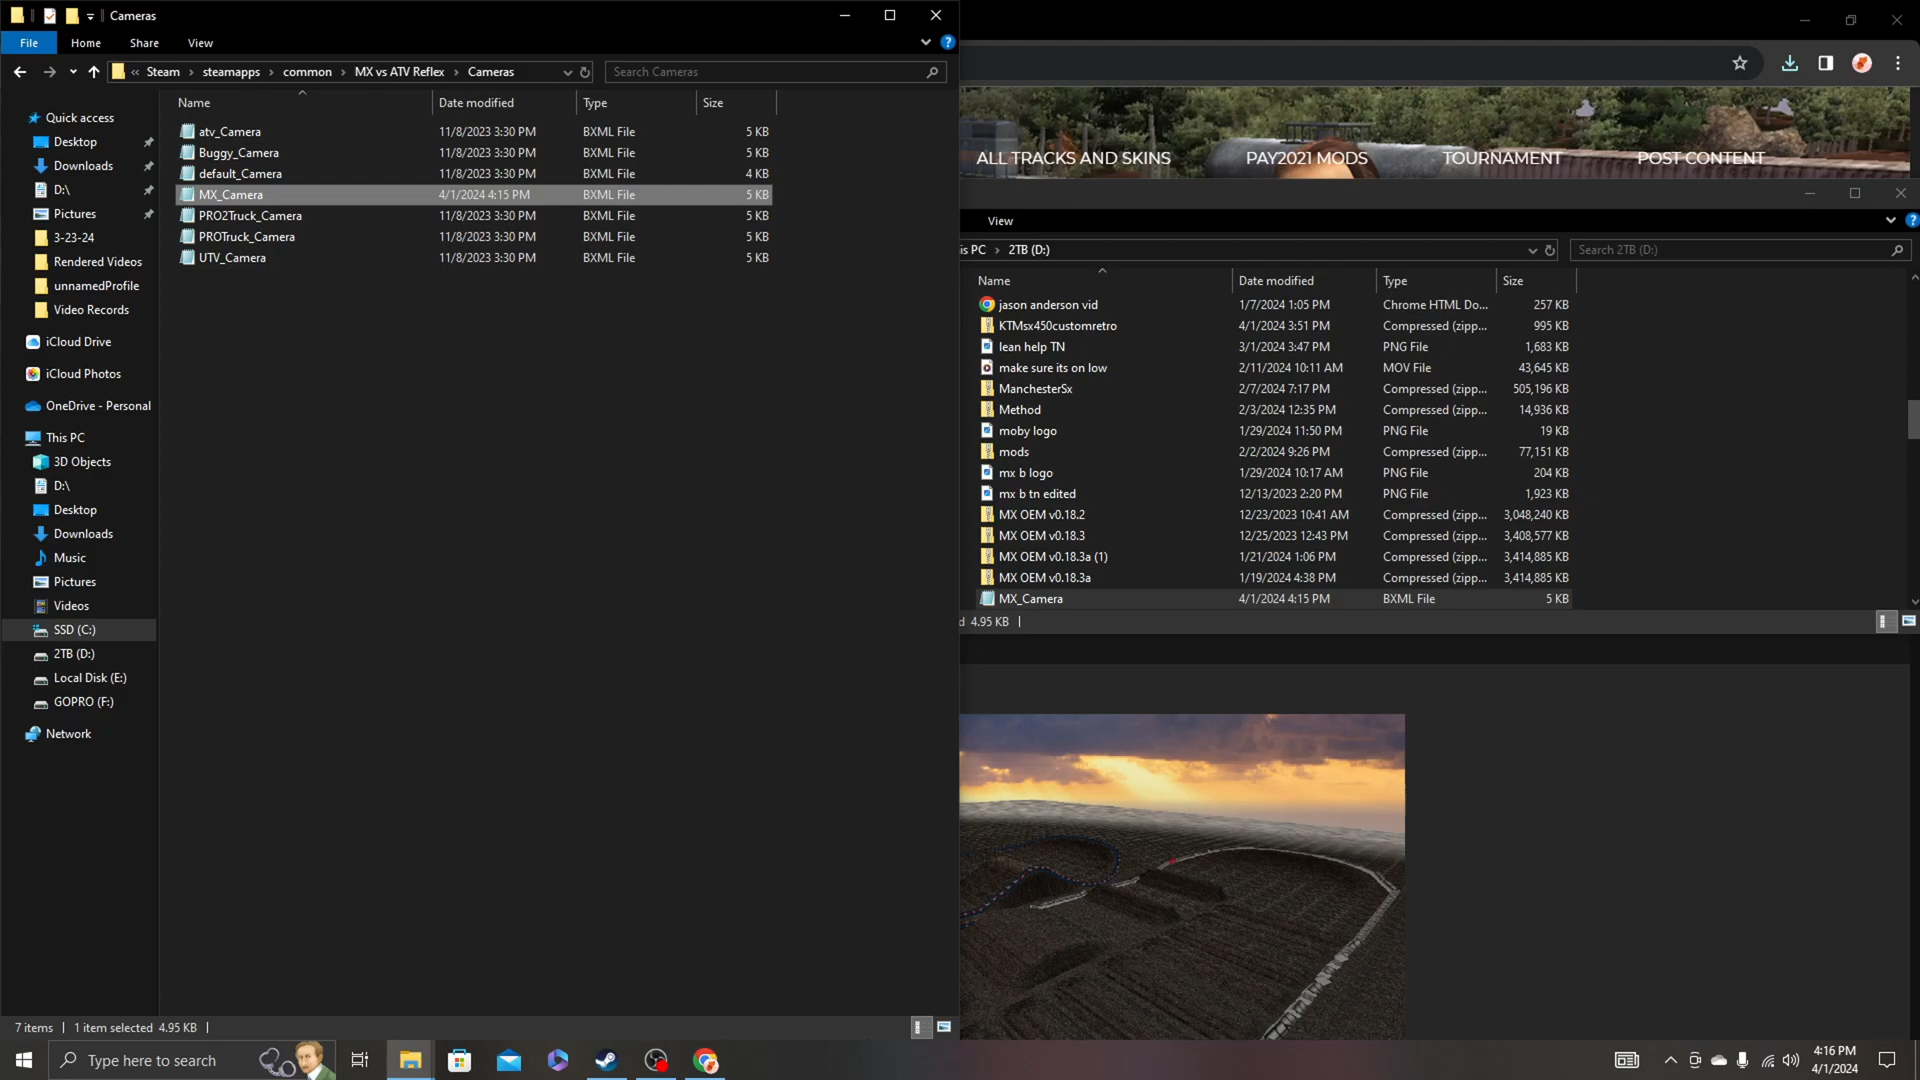 Cameras
File Home Share View
« Steam › steamapps › common › MX vs ATV Reflex › Cameras
Search Cameras
Name Date modified Type Size
atv_Camera 11/8/2023 3:30 PM BXML File 5 KB
Buggy_Camera 11/8/2023 3:30 PM BXML File 5 KB
default_Camera 11/8/2023 3:30 PM BXML File 4 KB
MX_Camera 4/1/2024 4:15 PM BXML File 5 KB
PRO2Truck_Camera 11/8/2023 3:30 PM BXML File 5 KB
PROTruck_Camera 11/8/2023 3:30 PM BXML File 5 KB
UTV_Camera 11/8/2023 3:30 PM BXML File 5 KB
Quick access
Desktop
Downloads
D:\
Pictures
3-23-24
Rendered Videos
unnamedProfile
Video Records
iCloud Drive
iCloud Photos
OneDrive - Personal
This PC
3D Objects
D:\
Desktop
Downloads
Music
Pictures
Videos
SSD (C:)
2TB (D:)
Local Disk (E:)
GOPRO (F:)
Network
7 items 1 item selected 4.95 KB
ALL TRACKS AND SKINS PAY2021 MODS TOURNAMENT POST CONTENT
View
is PC › 2TB (D:)
Search 2TB (D:)
Name Date modified Type Size
jason anderson vid 1/7/2024 1:05 PM Chrome HTML Do... 257 KB
KTMsx450customretro 4/1/2024 3:51 PM Compressed (zipp... 995 KB
lean help TN 3/1/2024 3:47 PM PNG File 1,683 KB
make sure its on low 2/11/2024 10:11 AM MOV File 43,645 KB
ManchesterSx 2/7/2024 7:17 PM Compressed (zipp... 505,196 KB
Method 2/3/2024 12:35 PM Compressed (zipp... 14,936 KB
moby logo 1/29/2024 11:50 PM PNG File 19 KB
mods 2/2/2024 9:26 PM Compressed (zipp... 77,151 KB
mx b logo 1/29/2024 10:17 AM PNG File 204 KB
mx b tn edited 12/13/2023 2:20 PM PNG File 1,923 KB
MX OEM v0.18.2 12/23/2023 10:41 AM Compressed (zipp... 3,048,240 KB
MX OEM v0.18.3 12/25/2023 12:43 PM Compressed (zipp... 3,408,577 KB
MX OEM v0.18.3a (1) 1/21/2024 1:06 PM Compressed (zipp... 3,414,885 KB
MX OEM v0.18.3a 1/19/2024 4:38 PM Compressed (zipp... 3,414,885 KB
MX_Camera 4/1/2024 4:15 PM BXML File 5 KB
d 4.95 KB
Type here to search
4:16 PM
4/1/2024